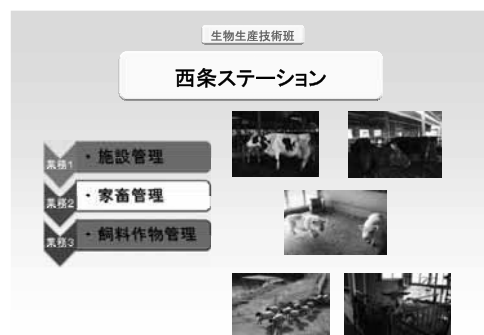 生物生産技術班
西条ステーション
業務1
・施設管理
業務2
・家畜管理
業務3
・飼料作物管理